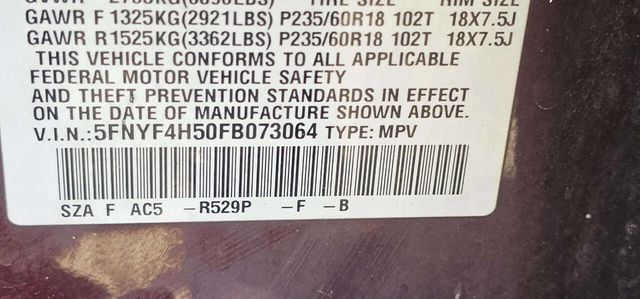 GAWR F 1325KG(2921LBS) P235/60R18 102T 18X7.5J
GAWR R1525KG(3362LBS) P235/60R18 102T 18X7.5J
THIS VEHICLE CONFORMS TO ALL APPLICABLE
FEDERAL MOTOR VEHICLE SAFETY
AND THEFT PREVENTION STANDARDS IN EFFECT
ON THE DATE OF MANUFACTURE SHOWN ABOVE.
V.I.N.:5FNYF4H50FB073064 TYPE: MPV
SZA F AC5 -R529P -F -B